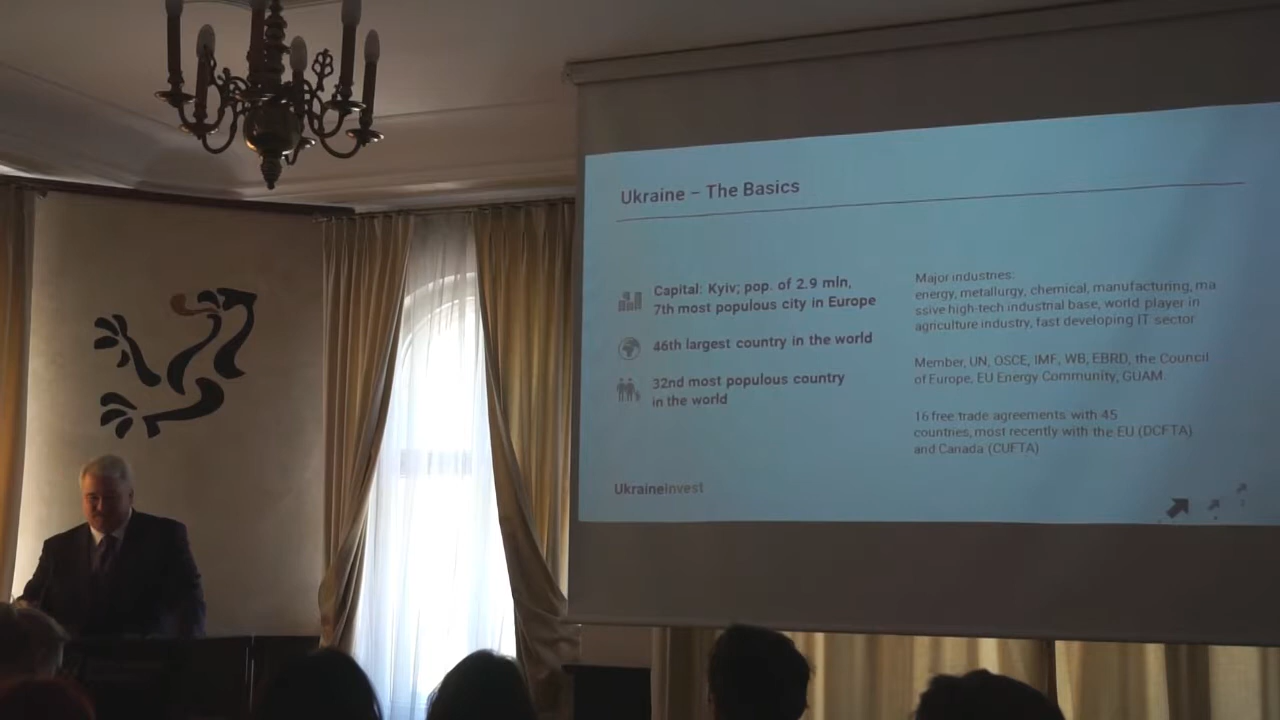 Ukraine – The Basics
Capital: Kyiv; pop. of 2.9 mln,
7th most populous city in Europe
46th largest country in the world
32nd most populous country
in the world
Major industries:
energy, metallurgy, chemical, manufacturing, ma
ssive high-tech industrial base, world player in
agriculture industry, fast developing IT sector
Member, UN, OSCE, IMF, WB, EBRD, the Council
of Europe, EU Energy Community, GUAM.
16 free trade agreements with 45
countries, most recently with the EU (DCFTA)
and Canada (CUFTA)
Ukraineinvest